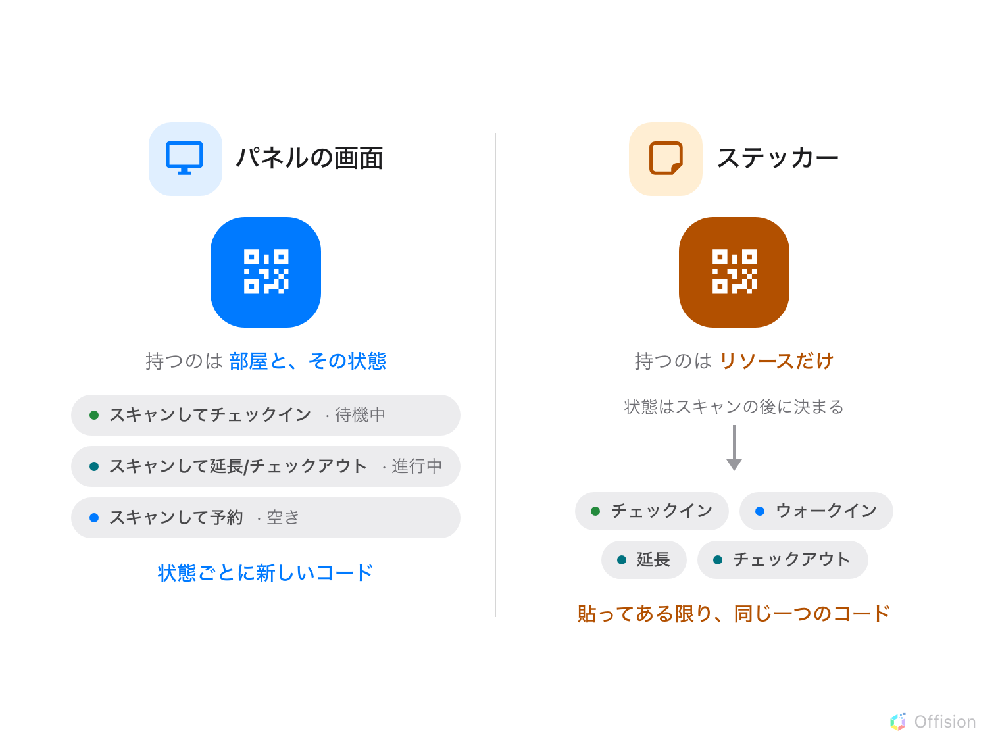 パネルの画面
持つのは 部屋と、その状態
スキャンしてチェックイン · 待機中
スキャンして延長/チェックアウト · 進行中
スキャンして予約 · 空き
状態ごとに新しいコード
ステッカー
持つのは リソースだけ
状態はスキャンの後に決まる
チェックイン
ウォークイン
延長
チェックアウト
貼ってある限り、同じ一つのコード
Offision